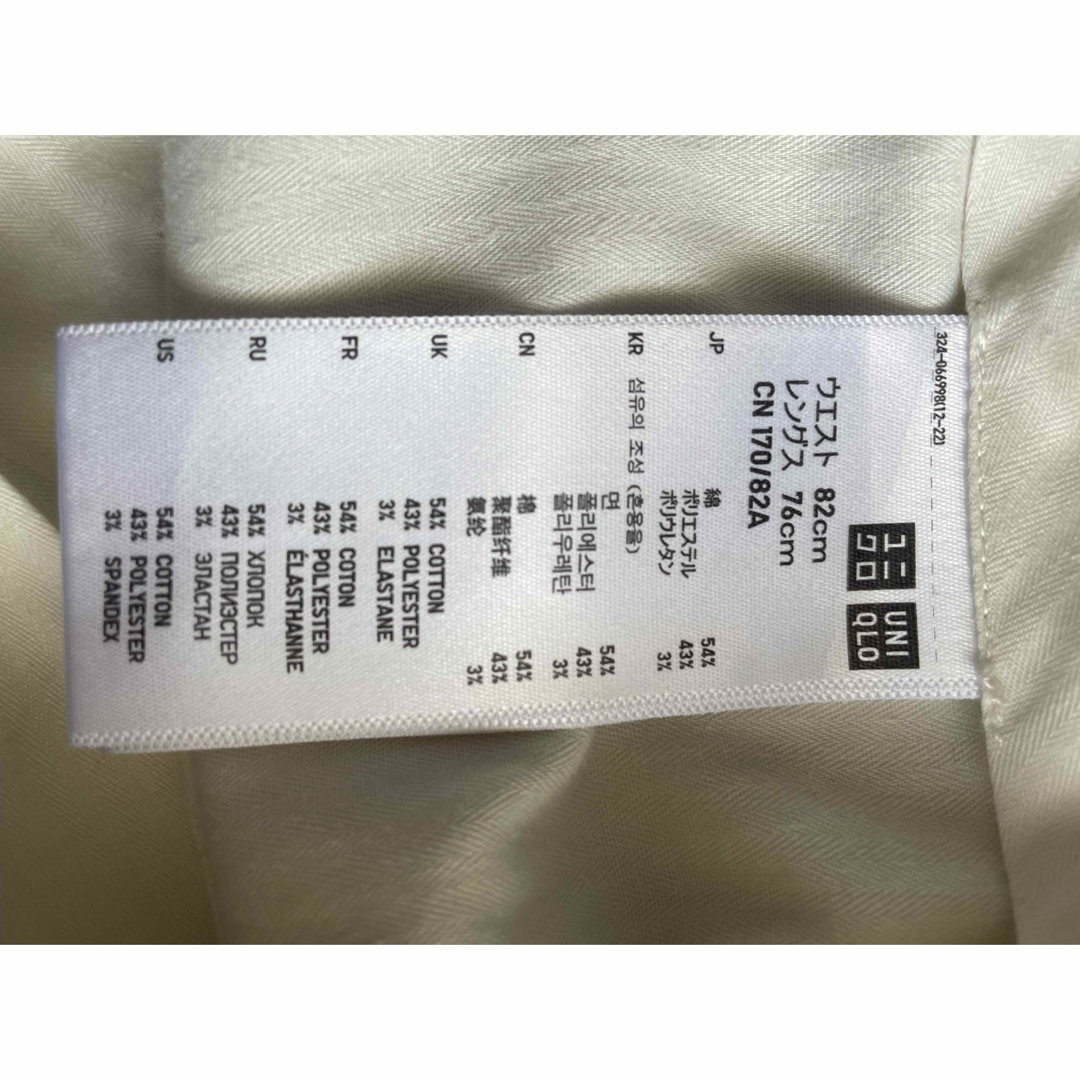 324-066998(12-22)
ユニ
クロ
UNI
QLO
ウエスト 82cm
レングス 76cm
CN 170/82A
JP
綿 54%
ポリエステル 43%
ポリウレタン 3%
KR 섬유의 조성 (혼용율)
면 54%
폴리에스터 43%
폴리우레탄 3%
CN
棉 54%
聚酯纤维 43%
氨纶 3%
UK
54% COTTON
43% POLYESTER
3% ELASTANE
FR
54% COTON
43% POLYESTER
3% ÉLASTHANNE
RU
54% ХЛОПОК
43% ПОЛИЭСТЕР
3% ЭЛАСТАН
US
54% COTTON
43% POLYESTER
3% SPANDEX